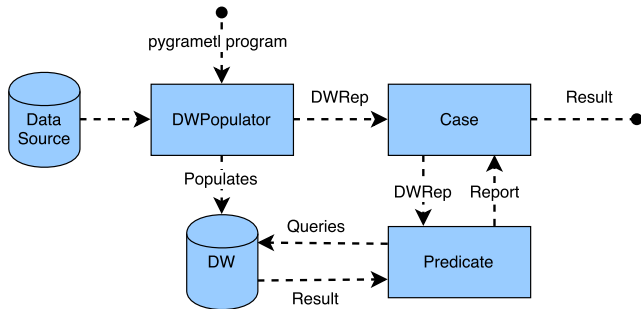 pygrametl program
Data
Source
DWPopulator
DWRep
Case
Result
Populates
DWRep
Report
Queries
DW
Predicate
Result